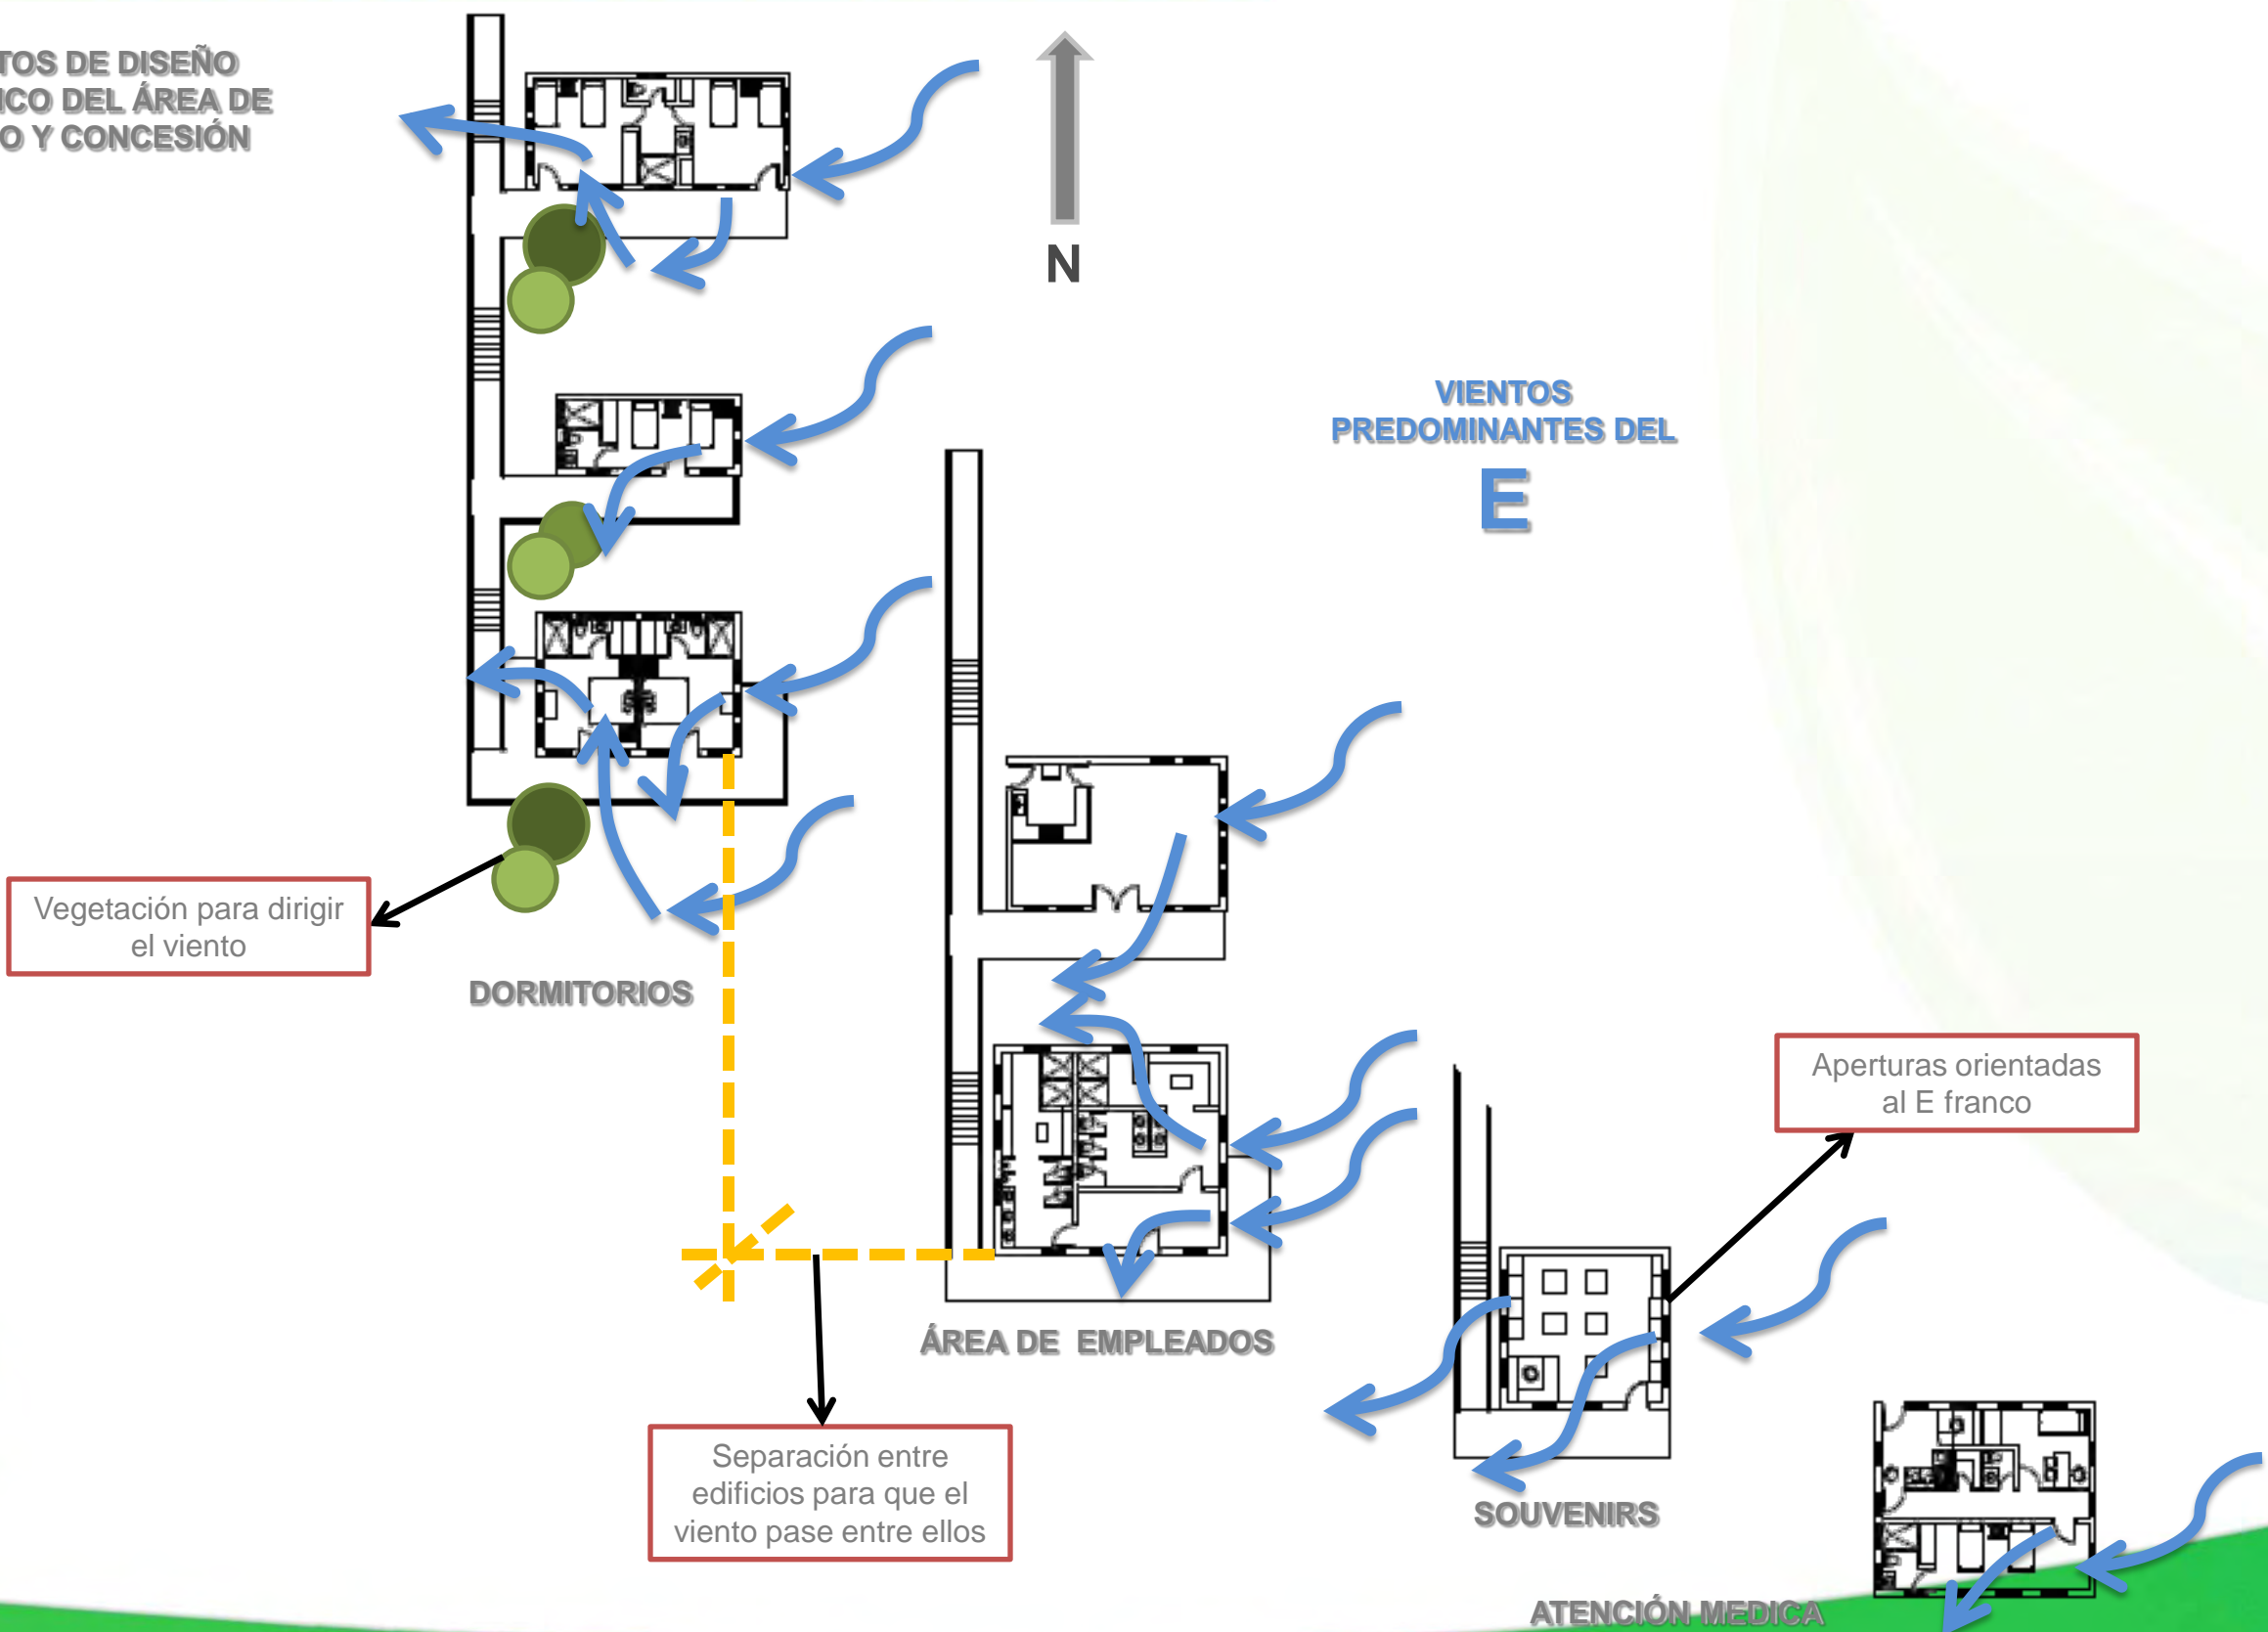 TOS DE DISEÑO
ICO DEL ÁREA DE
O Y CONCESIÓN
N
VIENTOS
PREDOMINANTES DEL
E
Vegetación para dirigir
el viento
DORMITORIOS
Aperturas orientadas
al E franco
ÁREA DE EMPLEADOS
Separación entre
edificios para que el
viento pase entre ellos
SOUVENIRS
ATENCIÓN MEDICA